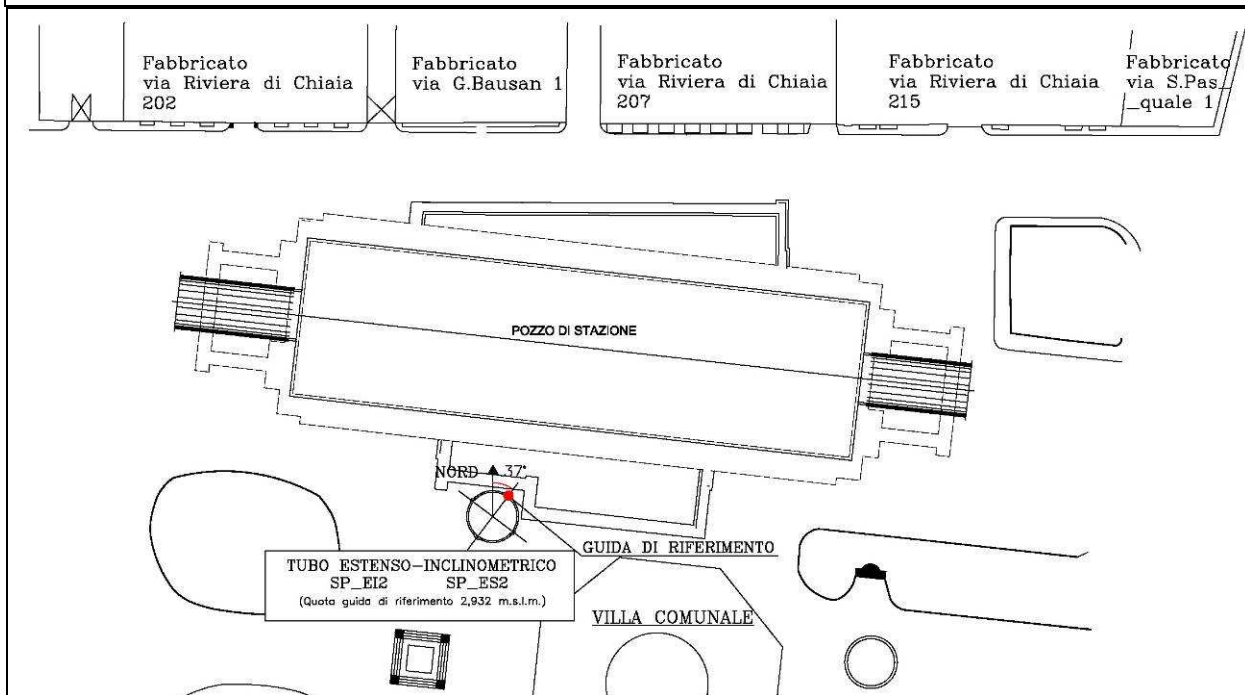 Fabbricato
via Riviera di Chiaia
202
Fabbricato
via G.Bausan 1
Fabbricato
via Riviera di Chiaia
207
Fabbricato
via Riviera di Chiaia
215
Fabbricato
via S.Pas_
_quale 1
POZZO DI STAZIONE
NORD 37°
GUIDA DI RIFERIMENTO
TUBO ESTENSO-INCLINOMETRICO
SP_EI2 SP_ES2
(Quota guida di riferimento 2,932 m.s.l.m.)
VILLA COMUNALE